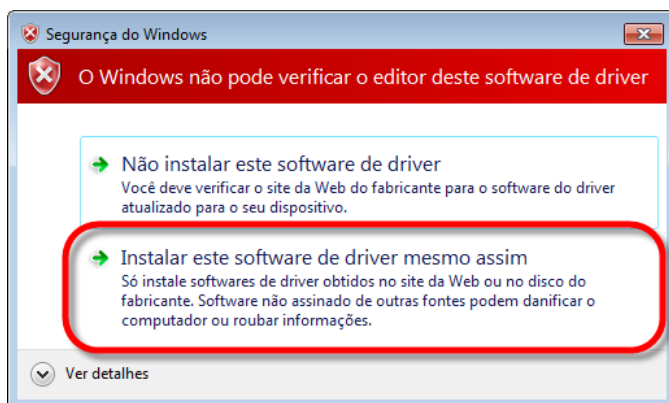 Segurança do Windows
O Windows não pode verificar o editor deste software de driver
Não instalar este software de driver
Você deve verificar o site da Web do fabricante para o software do driver
atualizado para o seu dispositivo.
Instalar este software de driver mesmo assim
Só instale softwares de driver obtidos no site da Web ou no disco do
fabricante. Software não assinado de outras fontes podem danificar o
computador ou roubar informações.
Ver detalhes